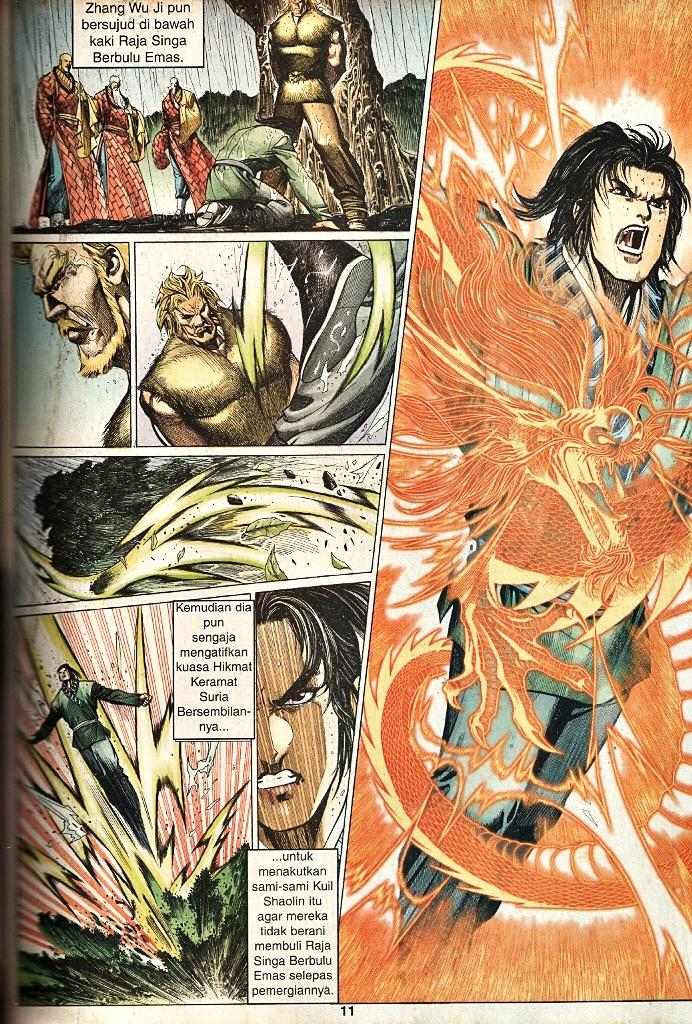 Zhang Wu Ji pun
bersujud di bawah
kaki Raja Singa
Berbulu Emas.
Kemudian dia
pun
sengaja
mengatifkan
kuasa Hikmat
Keramat
Suria
Bersembilan-
nya...
...untuk
menakutkan
sami-sami Kuil
Shaolin itu
agar mereka
tidak berani
membuli Raja
Singa Berbulu
Emas selepas
pemergiannya.
11